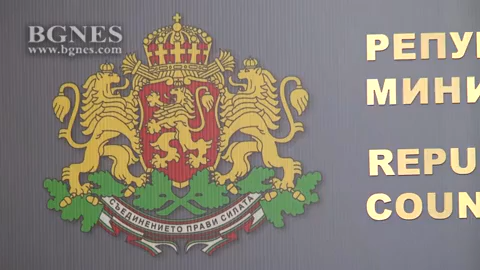 BGNES
www.bgnes.com
РЕПУ
МИНИ
REPU
COUN
СЪЕДИНЕНИЕТО ПРАВИ СИЛАТА